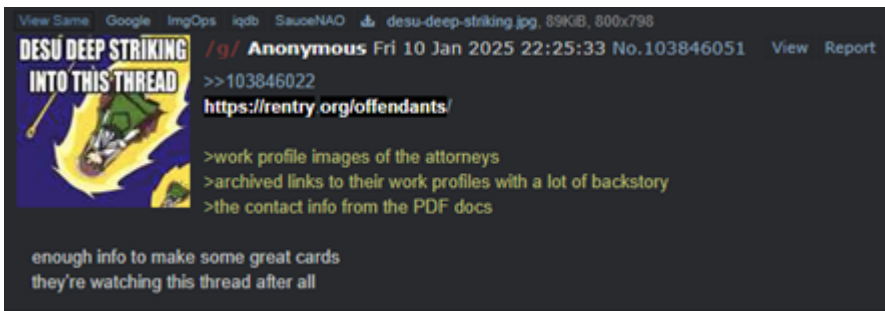 View Same Google ImgOps iqdb SauceNAO desu-deep-striking.jpg, 89KiB, 800x798
DESU DEEP STRIKING
INTO THIS THREAD
/g/ Anonymous Fri 10 Jan 2025 22:25:33 No.103846051 View Report
>>103846022
https://rentry.org/offendants/
>work profile images of the attorneys
>archived links to their work profiles with a lot of backstory
>the contact info from the PDF docs
enough info to make some great cards
they're watching this thread after all